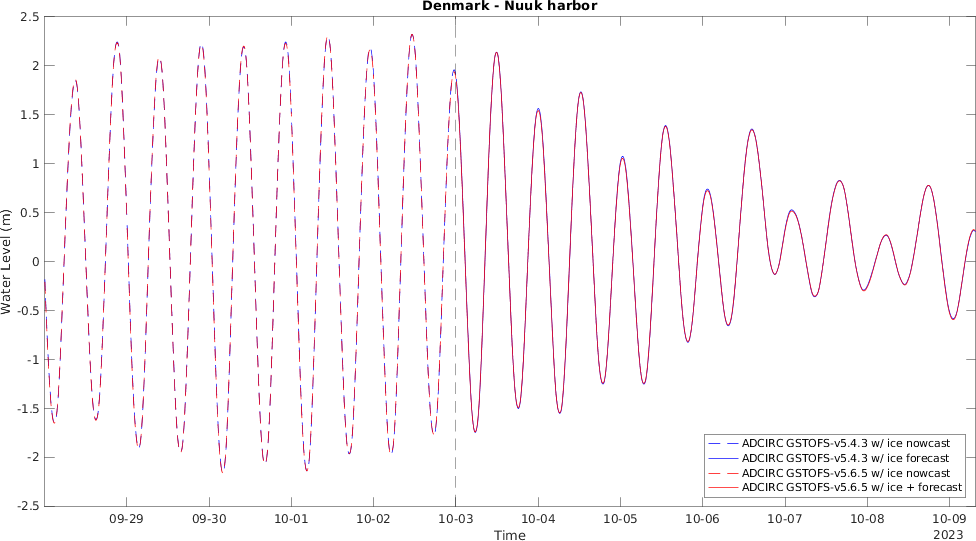 Denmark - Nuuk harbor
2.5
2
1.5
1
0.5
0
-0.5
-1
-1.5
-2
-2.5
Water Level (m)
ADCIRC GSTOFS-v5.4.3 w/ ice nowcast
ADCIRC GSTOFS-v5.4.3 w/ ice forecast
ADCIRC GSTOFS-v5.6.5 w/ ice nowcast
ADCIRC GSTOFS-v5.6.5 w/ ice + forecast
09-29 09-30 10-01 10-02 10-03 10-04 10-05 10-06 10-07 10-08 10-09
2023
Time